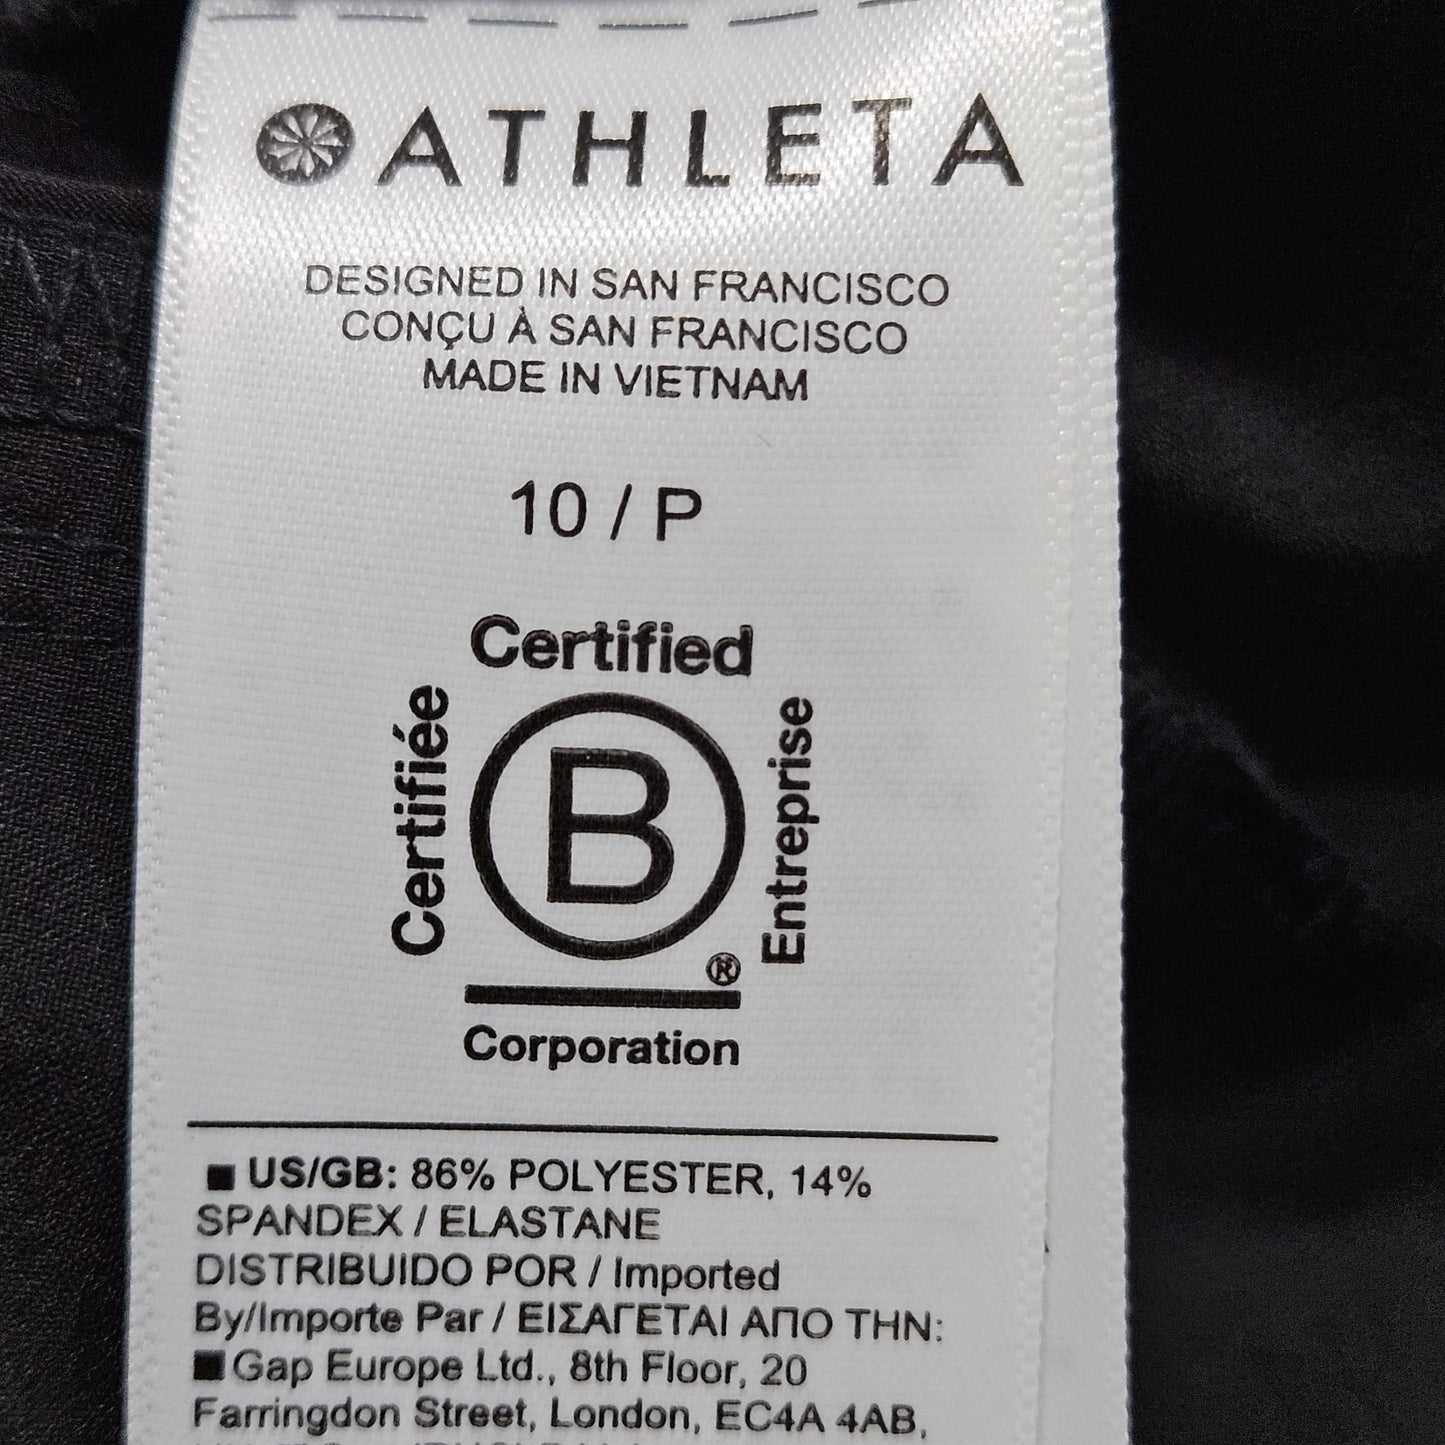 ATHLETA
DESIGNED IN SAN FRANCISCO
CONÇU À SAN FRANCISCO
MADE IN VIETNAM
10 / P
Certified
Certifiée
B
Entreprise
®
Corporation
■ US/GB: 86% POLYESTER, 14%
SPANDEX / ELASTANE
DISTRIBUIDO POR / Imported
By/Importe Par / ΕΙΣΑΓΕΤΑΙ ΑΠΟ ΤΗΝ:
■ Gap Europe Ltd., 8th Floor, 20
Farringdon Street, London, EC4A 4AB,